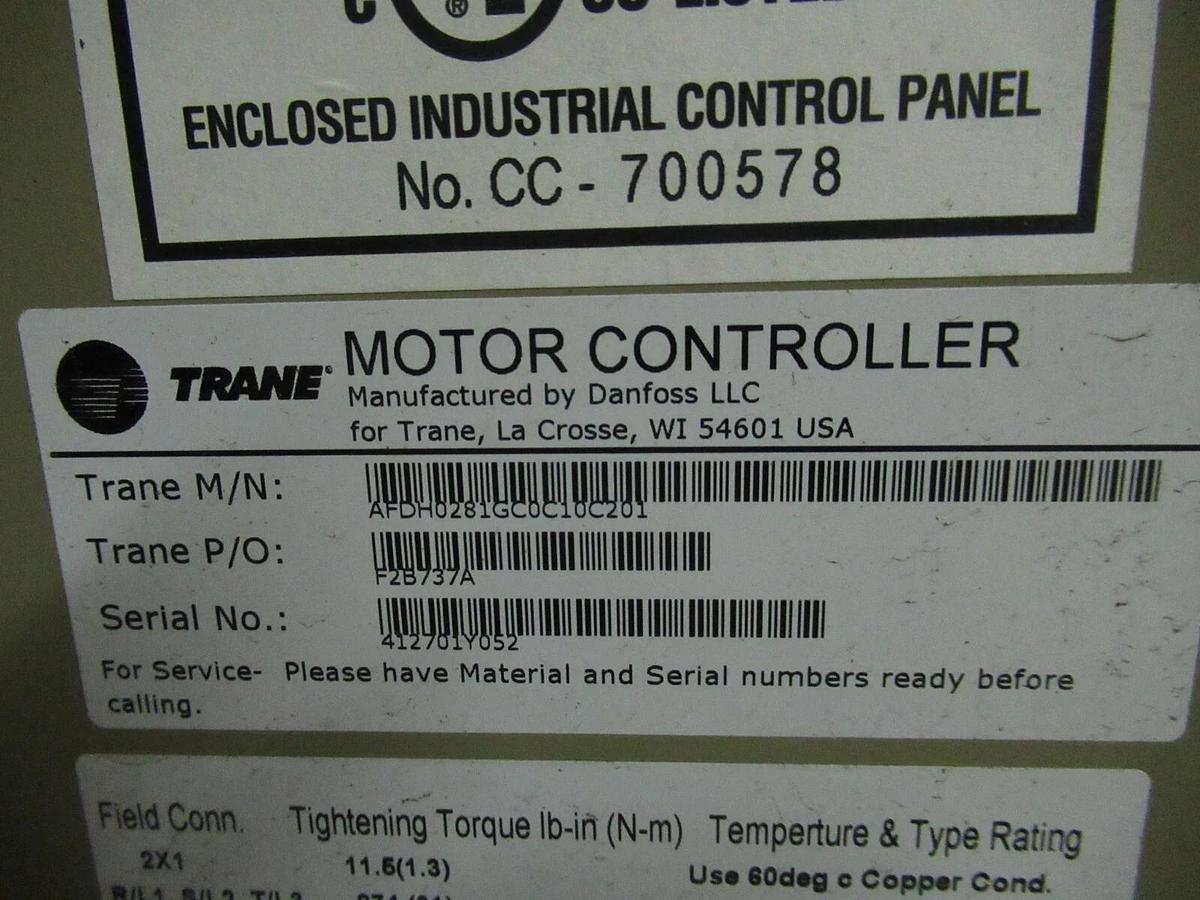 ENCLOSED INDUSTRIAL CONTROL PANEL
No. CC - 700578
TRANE®
MOTOR CONTROLLER
Manufactured by Danfoss LLC
for Trane, La Crosse, WI 54601 USA
Trane M/N:
AFDH0281GC0C10C201
Trane P/O:
F2B737A
Serial No.:
412701Y052
For Service- Please have Material and Serial numbers ready before
calling.
Field Conn. Tightening Torque lb-in (N-m) Temperture & Type Rating
2X1 11.5(1.3) Use 60deg c Copper Cond.